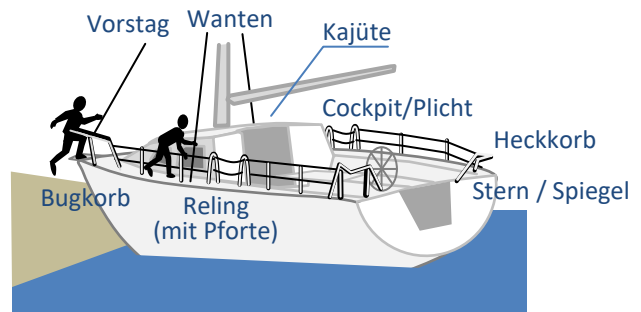 Vorstag
Wanten
Kajüte
Cockpit/Plicht
Heckkorb
Bugkorb
Reling
(mit Pforte)
Stern / Spiegel